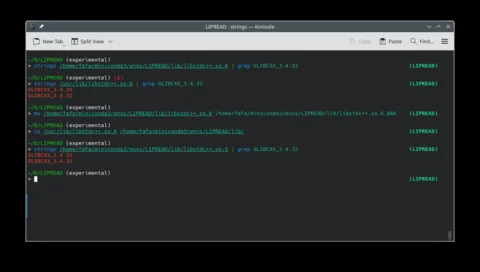 LIPREAD : strings — Konsole
New Tab Split View Copy Paste Find...
~/D/LIPREAD (experimental)
> strings /home/fafa/miniconda3/envs/LIPREAD/lib/libstdc++.so.6 | grep GLIBCXX_3.4.32 (LIPREAD)
~/D/LIPREAD (experimental) [1]
> strings /usr/lib/libstdc++.so.6 | grep GLIBCXX_3.4.32 (LIPREAD)
GLIBCXX_3.4.32
GLIBCXX_3.4.32
~/D/LIPREAD (experimental)
> mv /home/fafa/miniconda3/envs/LIPREAD/lib/libstdc++.so.6 /home/fafa/miniconda3/envs/LIPREAD/lib/libstdc++.so.6.BAK (LIPREAD)
~/D/LIPREAD (experimental)
> cp /usr/lib/libstdc++.so.6 /home/fafa/miniconda3/envs/LIPREAD/lib/ (LIPREAD)
~/D/LIPREAD (experimental)
> strings /home/fafa/miniconda3/envs/LIPREAD/lib/libstdc++.so.6 | grep GLIBCXX_3.4.32 (LIPREAD)
GLIBCXX_3.4.32
GLIBCXX_3.4.32
~/D/LIPREAD (experimental)
> (LIPREAD)